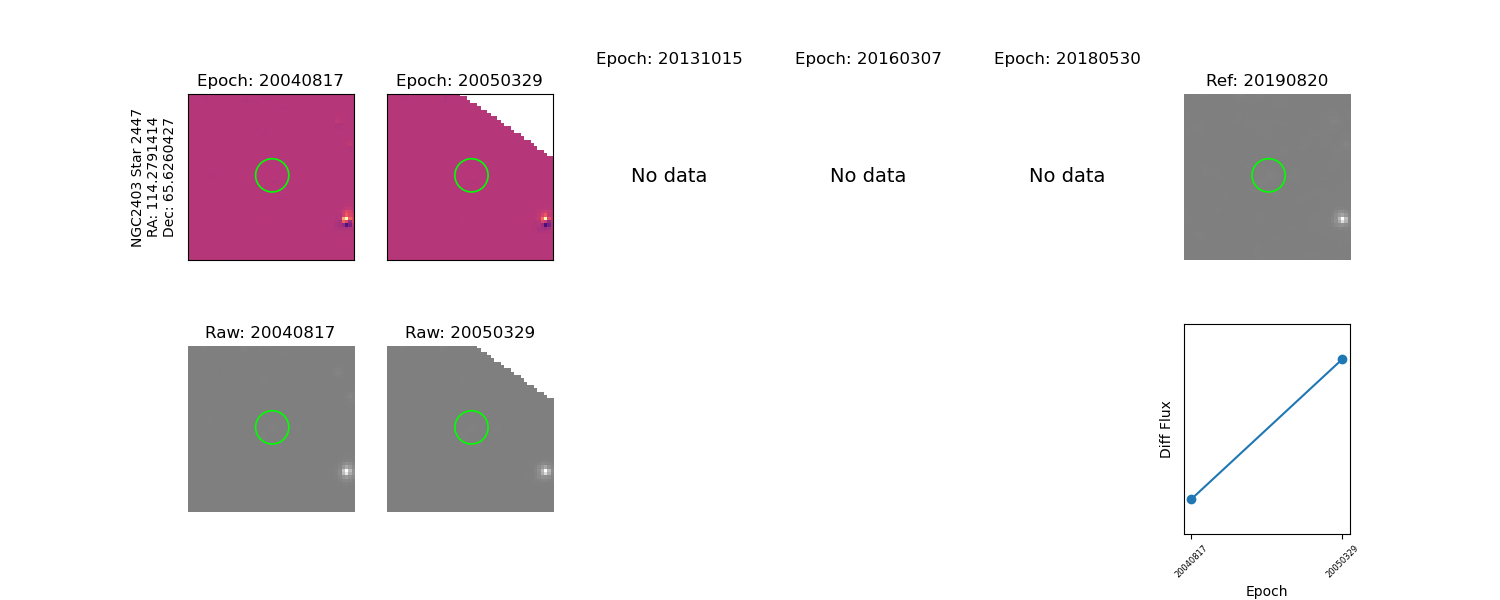 Epoch: 20040817
Epoch: 20050329
Epoch: 20131015
Epoch: 20160307
Epoch: 20180530
Ref: 20190820
NGC2403 Star 2447
RA: 114.2791414
Dec: 65.6260427
No data
No data
No data
Raw: 20040817
Raw: 20050329
Diff Flux
20040817
20050329
Epoch